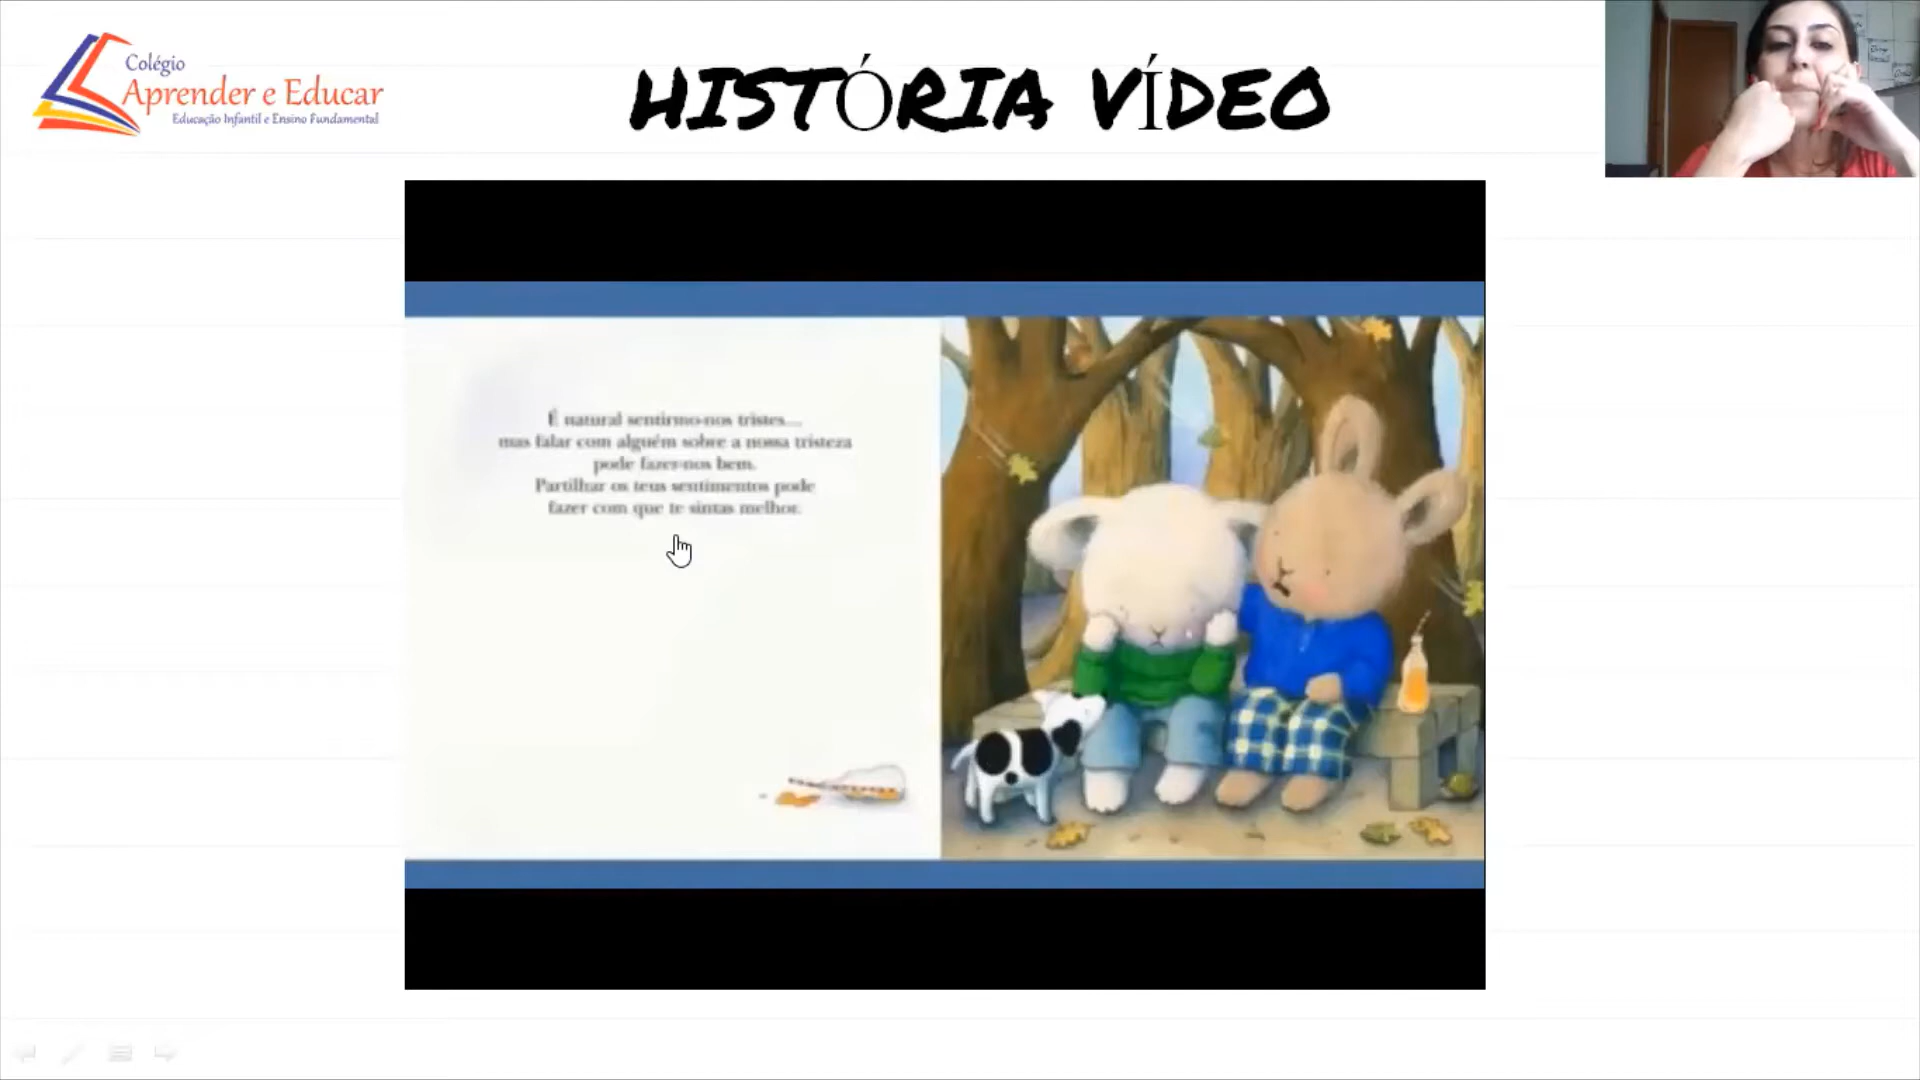 Colégio
Aprender e Educar
Educação Infantil e Ensino Fundamental
HISTÓRIA VÍDEO
É natural sentirmo-nos tristes...
mas falar com alguém sobre a nossa tristeza
pode fazer-nos bem.
Partilhar os teus sentimentos pode
fazer com que te sintas melhor.